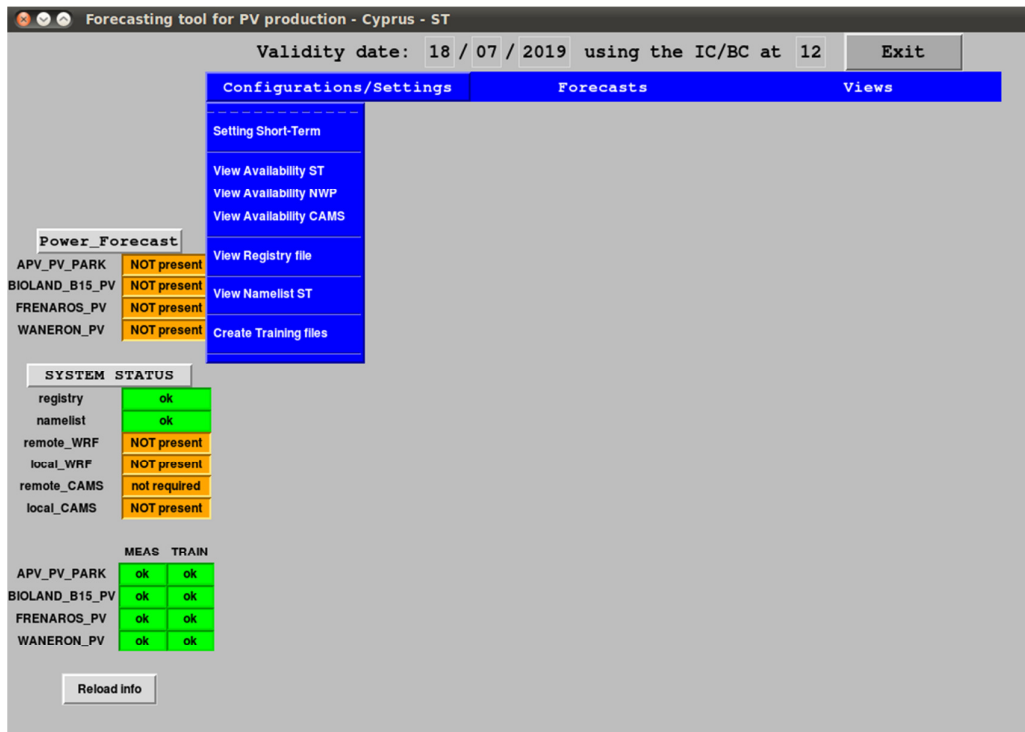 Forecasting tool for PV production - Cyprus - ST
Validity date: 18 / 07 / 2019 using the IC/BC at 12 Exit
Configurations/Settings Forecasts Views
Setting Short-Term
View Availability ST
View Availability NWP
View Availability CAMS
View Registry file
View Namelist ST
Create Training files
Power_Forecast
APV_PV_PARK NOT present
BIOLAND_B15_PV NOT present
FRENAROS_PV NOT present
WANERON_PV NOT present
SYSTEM STATUS
registry ok
namelist ok
remote_WRF NOT present
local_WRF NOT present
remote_CAMS not required
local_CAMS NOT present
MEAS TRAIN
APV_PV_PARK ok ok
BIOLAND_B15_PV ok ok
FRENAROS_PV ok ok
WANERON_PV ok ok
Reload info